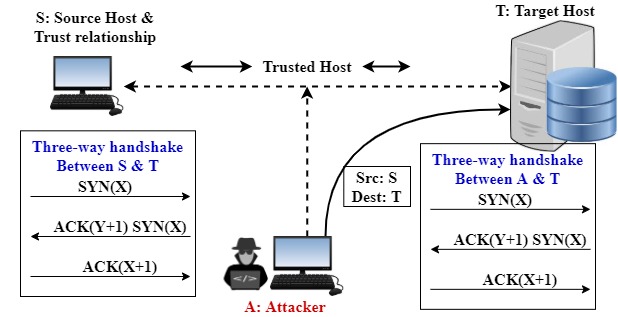 S: Source Host &
Trust relationship
T: Target Host
Trusted Host
Three-way handshake
Between S & T
SYN(X)
ACK(Y+1) SYN(X)
ACK(X+1)
Src: S
Dest: T
Three-way handshake
Between A & T
SYN(X)
ACK(Y+1) SYN(X)
ACK(X+1)
</>
A: Attacker